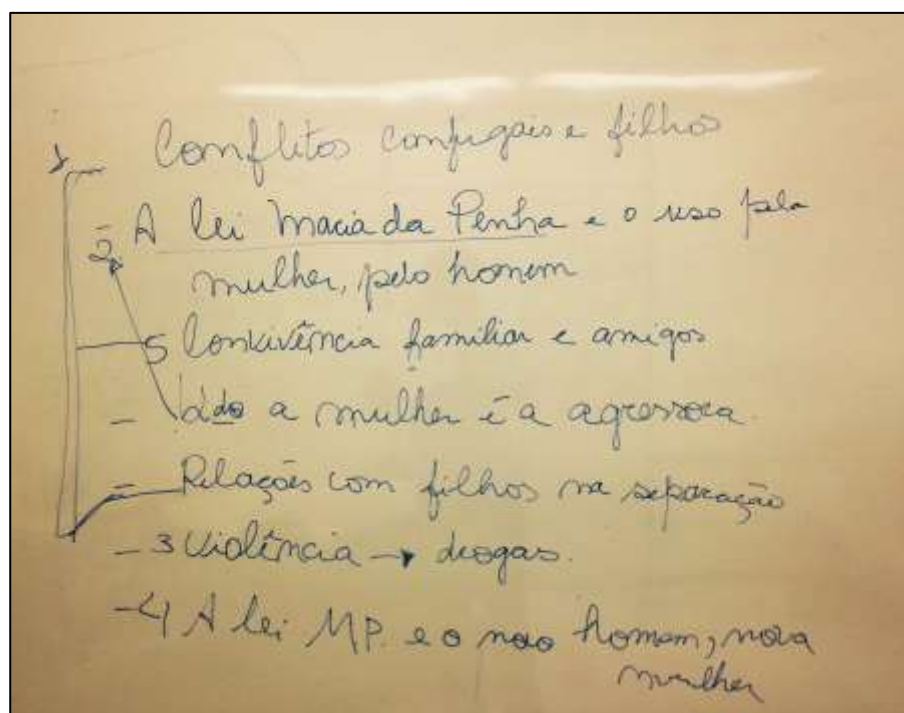 1 Conflitos conjugais e filhos
- 2 A lei Maria da Penha e o uso pela
mulher, pelo homem
5 Convivência familiar e amigos
- a mulher é a agressora.
- Relações com filhos na separação
- 3 Violência → drogas.
- 4 A lei MP. e o novo homem, nova
mulher